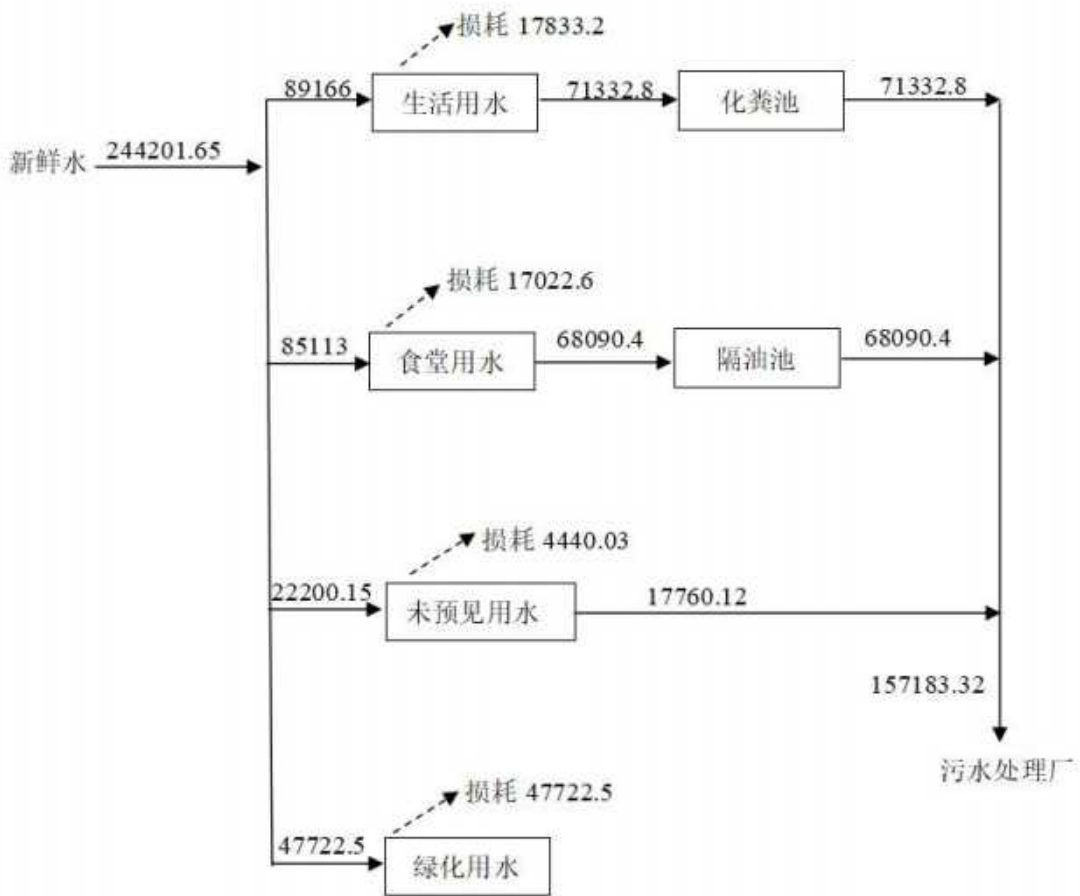 损耗 17833.2
89166
生活用水
71332.8
化粪池
71332.8
新鲜水
244201.65
损耗 17022.6
85113
食堂用水
68090.4
隔油池
68090.4
损耗 4440.03
22200.15
未预见用水
17760.12
157183.32
污水处理厂
损耗 47722.5
47722.5
绿化用水